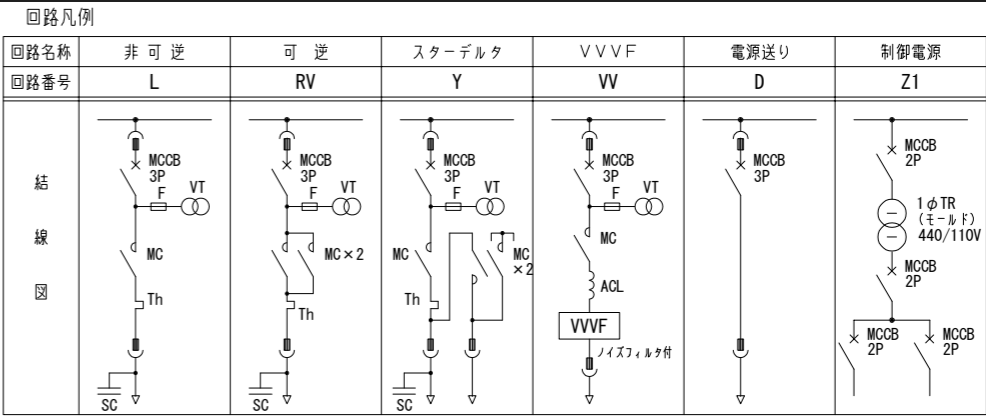 回路凡例
回路名称 非可逆 可逆 スターデルタ VVVF 電源送り 制御電源
回路番号 L RV Y VV D Z1
結線図
MCCB
3P
F VT
MC
Th
SC
MCCB
3P
F VT
MC×2
Th
SC
MCCB
3P
F VT
MC
MC
×2
Th
SC
MCCB
3P
F VT
MC
ACL
VVVF
ノイズフィルタ付
MCCB
3P
MCCB
2P
1φTR
(モールド)
440/110V
MCCB
2P
MCCB
2P
MCCB
2P